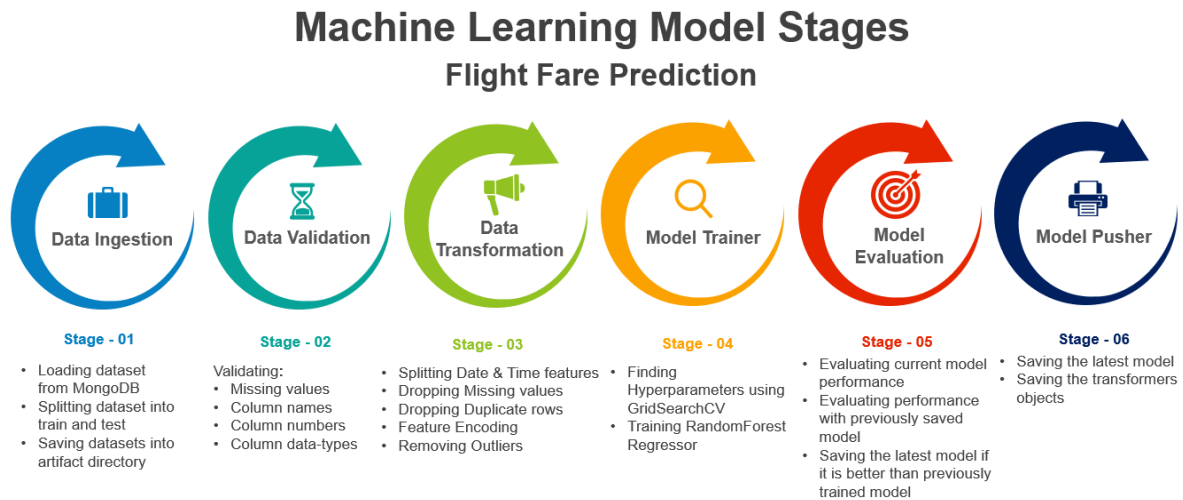 Machine Learning Model Stages
Flight Fare Prediction
Data Ingestion
Data Validation
Data
Transformation
Model Trainer
Model
Evaluation
Model Pusher
Stage - 01
• Loading dataset
from MongoDB
• Splitting dataset into
train and test
• Saving datasets into
artifact directory
Stage - 02
Validating:
• Missing values
• Column names
• Column numbers
• Column data-types
Stage - 03
• Splitting Date & Time features
• Dropping Missing values
• Dropping Duplicate rows
• Feature Encoding
• Removing Outliers
Stage - 04
• Finding
Hyperparameters using
GridSearchCV
• Training RandomForest
Regressor
Stage - 05
• Evaluating current model
performance
• Evaluating performance
with previously saved
model
• Saving the latest model if
it is better than previously
trained model
Stage - 06
• Saving the latest model
• Saving the transformers
objects